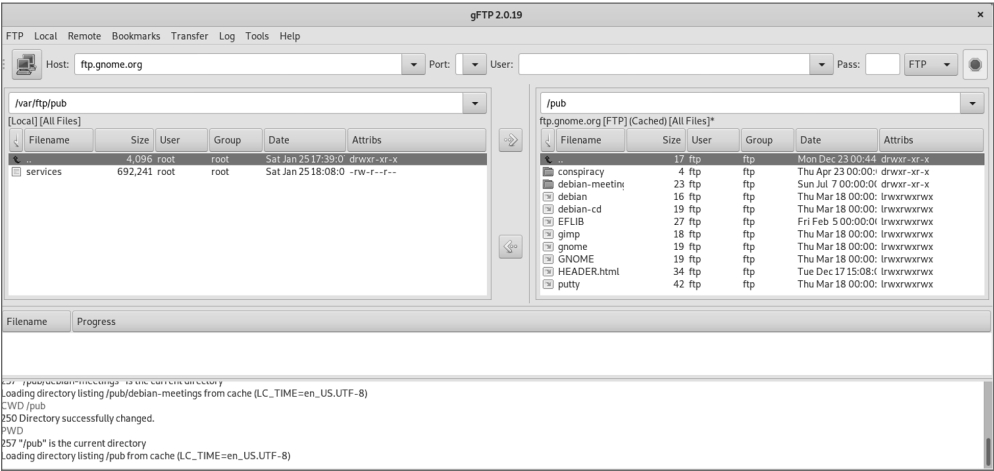 gFTP 2.0.19
×
FTP Local Remote Bookmarks Transfer Log Tools Help
Host: ftp.gnome.org Port: User: Pass: FTP
/var/ftp/pub
[Local] [All Files]
Filename Size User Group Date Attribs
.. 4,096 root root Sat Jan 25 17:39:0 drwxr-xr-x
services 692,241 root root Sat Jan 25 18:08:0 -rw-r--r--
/pub
ftp.gnome.org [FTP] (Cached) [All Files]*
Filename Size User Group Date Attribs
.. 17 ftp ftp Mon Dec 23 00:44 drwxr-xr-x
conspiracy 4 ftp ftp Thu Apr 23 00:00: drwxr-xr-x
debian-meeting 23 ftp ftp Sun Jul 7 00:00:00 drwxr-xr-x
debian 16 ftp ftp Thu Mar 18 00:00: lrwxrwxrwx
debian-cd 19 ftp ftp Thu Mar 18 00:00: lrwxrwxrwx
EFLIB 27 ftp ftp Fri Feb 5 00:00:00 lrwxrwxrwx
gimp 18 ftp ftp Thu Mar 18 00:00: lrwxrwxrwx
gnome 19 ftp ftp Thu Mar 18 00:00: lrwxrwxrwx
GNOME 19 ftp ftp Thu Mar 18 00:00: lrwxrwxrwx
HEADER.html 34 ftp ftp Tue Dec 17 15:08:0 lrwxrwxrwx
putty 42 ftp ftp Thu Mar 18 00:00: lrwxrwxrwx
Filename Progress
257 "/pub/debian-meetings" is the current directory
Loading directory listing /pub/debian-meetings from cache (LC_TIME=en_US.UTF-8)
CWD /pub
250 Directory successfully changed.
PWD
257 "/pub" is the current directory
Loading directory listing /pub from cache (LC_TIME=en_US.UTF-8)